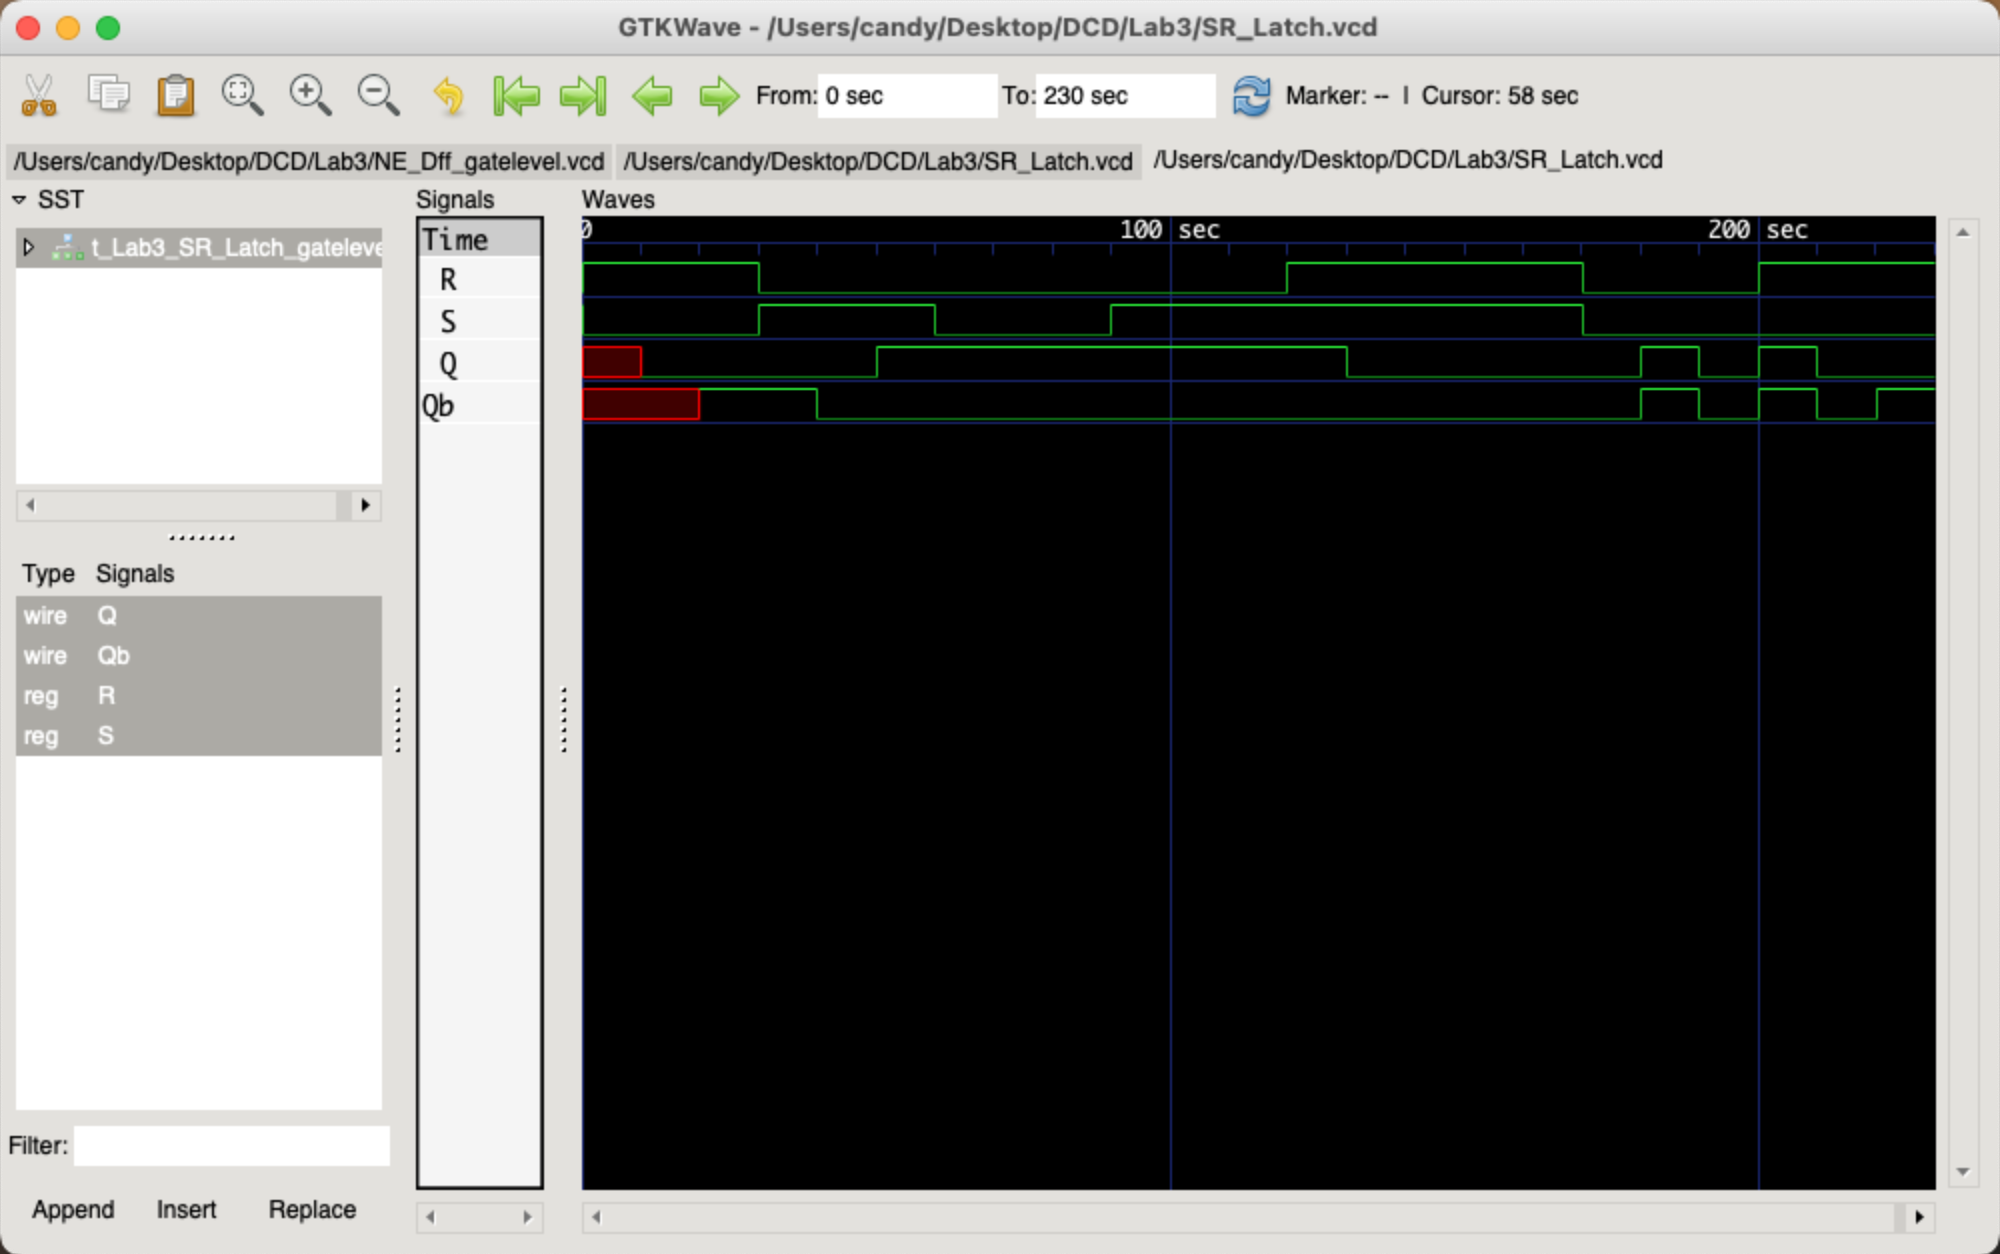 GTKWave - /Users/candy/Desktop/DCD/Lab3/SR_Latch.vcd
From: 0 sec To: 230 sec Marker: -- | Cursor: 58 sec
/Users/candy/Desktop/DCD/Lab3/NE_Dff_gatelevel.vcd /Users/candy/Desktop/DCD/Lab3/SR_Latch.vcd /Users/candy/Desktop/DCD/Lab3/SR_Latch.vcd
SST
t_Lab3_SR_Latch_gateleve
Type Signals
wire Q
wire Qb
reg R
reg S
Filter:
Append Insert Replace
Signals
Time
R
S
Q
Qb
Waves
0 100 sec 200 sec